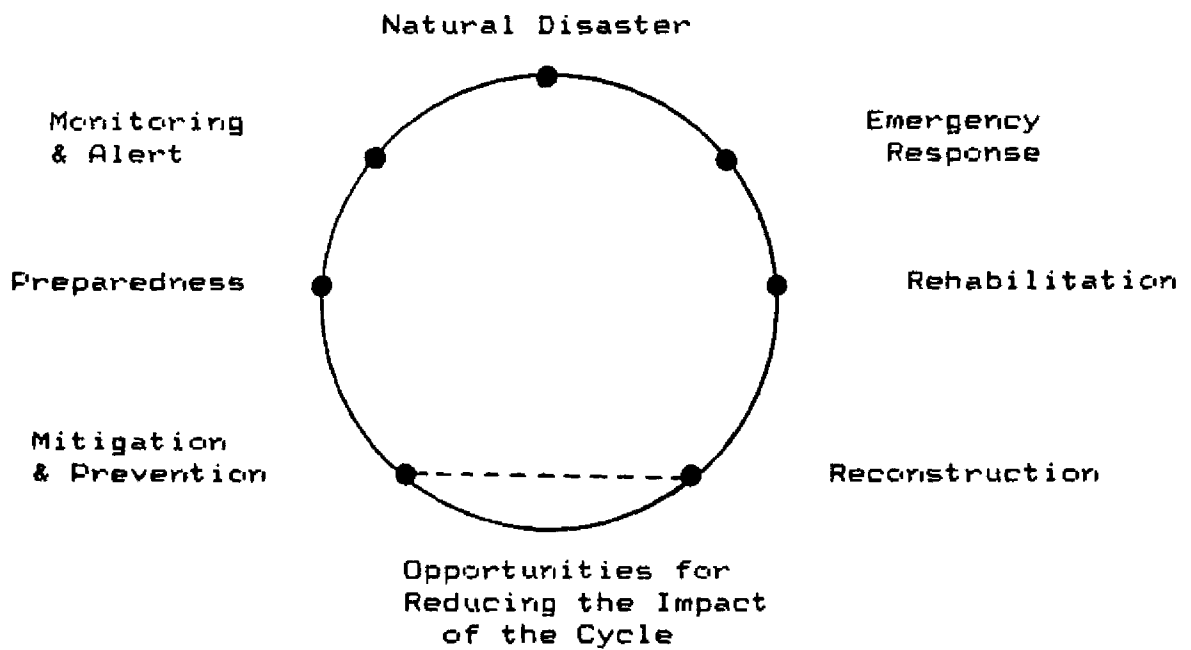 Natural Disaster
Monitoring
& Alert
Emergency
Response
Preparedness
Rehabilitation
Mitigation
& Prevention
Reconstruction
Opportunities for
Reducing the Impact
of the Cycle